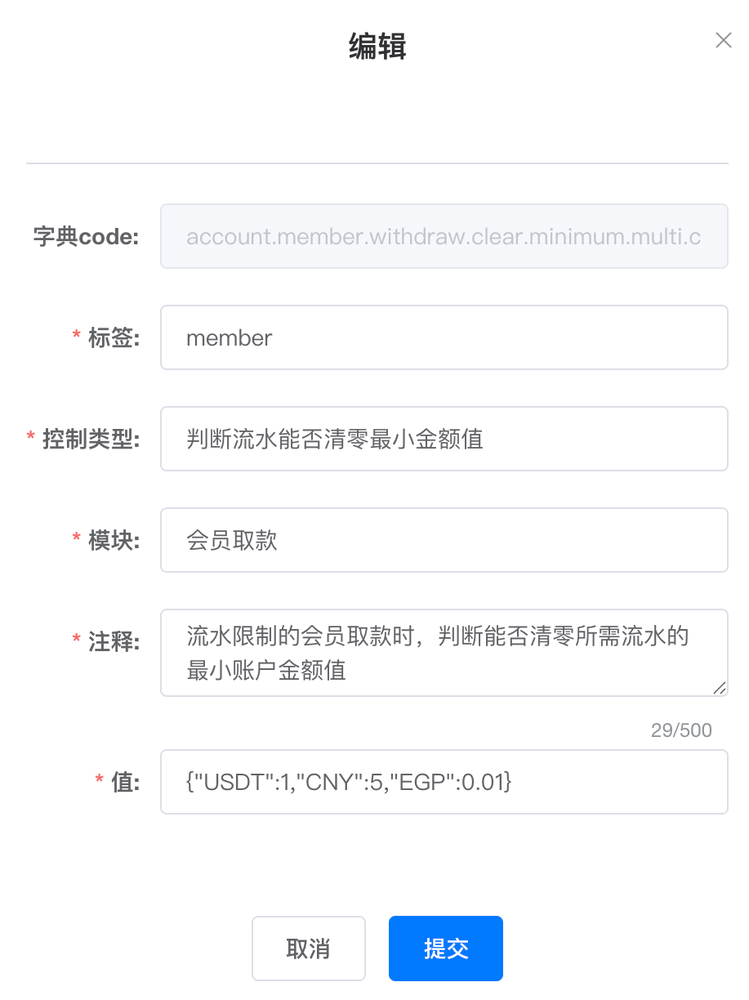 编辑
字典code: account.member.withdraw.clear.minimum.multi.c
* 标签: member
* 控制类型: 判断流水能否清零最小金额值
* 模块: 会员取款
* 注释: 流水限制的会员取款时，判断能否清零所需流水的
最小账户金额值
29/500
* 值: {"USDT":1,"CNY":5,"EGP":0.01}
取消 提交